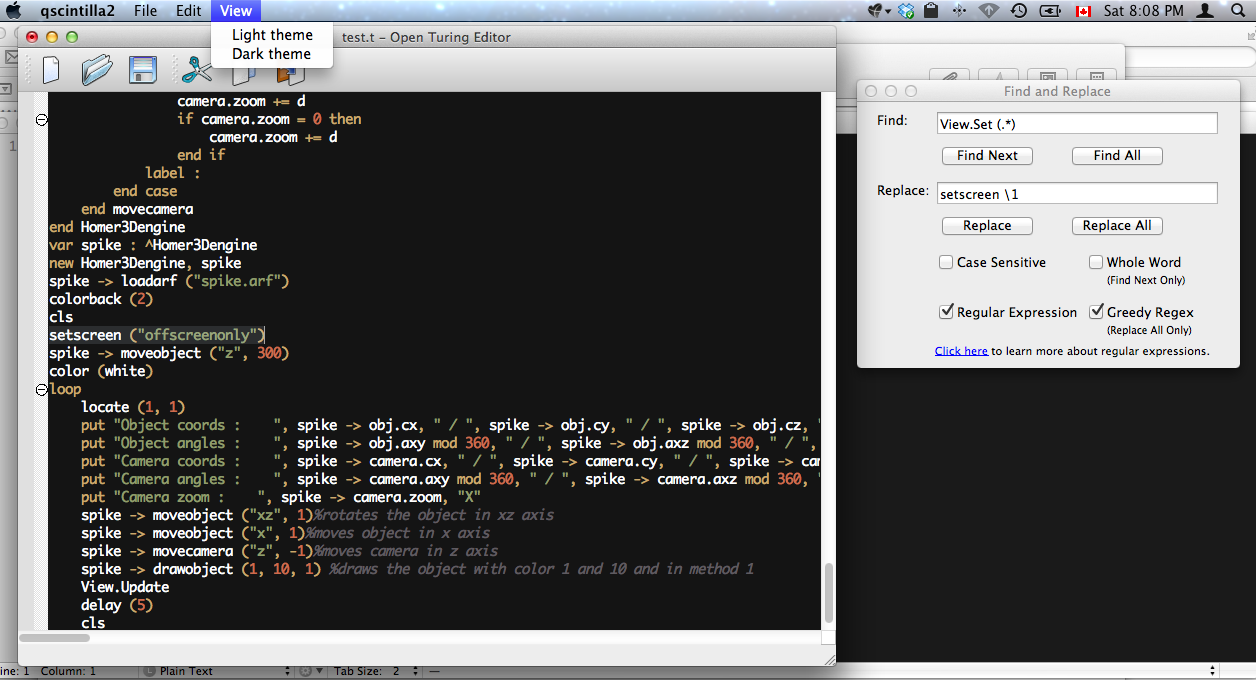 qscintilla2 File Edit View Sat 8:08 PM
Light theme
Dark theme
test.t – Open Turing Editor
camera.zoom += d
if camera.zoom = 0 then
camera.zoom += d
end if
label :
end case
end movecamera
end Homer3Dengine
var spike : ^Homer3Dengine
new Homer3Dengine, spike
spike -> loadarf ("spike.arf")
colorback (2)
cls
setscreen ("offscreenonly")
spike -> moveobject ("z", 300)
color (white)
loop
locate (1, 1)
put "Object coords :    ", spike -> obj.cx, " / ", spike -> obj.cy, " / ", spike -> obj.cz, "
put "Object angles :    ", spike -> obj.axy mod 360, " / ", spike -> obj.axz mod 360, " / ",
put "Camera coords :    ", spike -> camera.cx, " / ", spike -> camera.cy, " / ", spike -> car
put "Camera angles :    ", spike -> camera.axy mod 360, " / ", spike -> camera.axz mod 360, "
put "Camera zoom :    ", spike -> camera.zoom, "X"
spike -> moveobject ("xz", 1)%rotates the object in xz axis
spike -> moveobject ("x", 1)%moves object in x axis
spike -> movecamera ("z", -1)%moves camera in z axis
spike -> drawobject (1, 10, 1) %draws the object with color 1 and 10 and in method 1
View.Update
delay (5)
cls
1
ine: 1 Column: 1 Plain Text Tab Size: 2 —
Find and Replace
Find: View.Set (.*)
Find Next Find All
Replace: setscreen \1
Replace Replace All
Case Sensitive Whole Word
(Find Next Only)
Regular Expression Greedy Regex
(Replace All Only)
Click here to learn more about regular expressions.